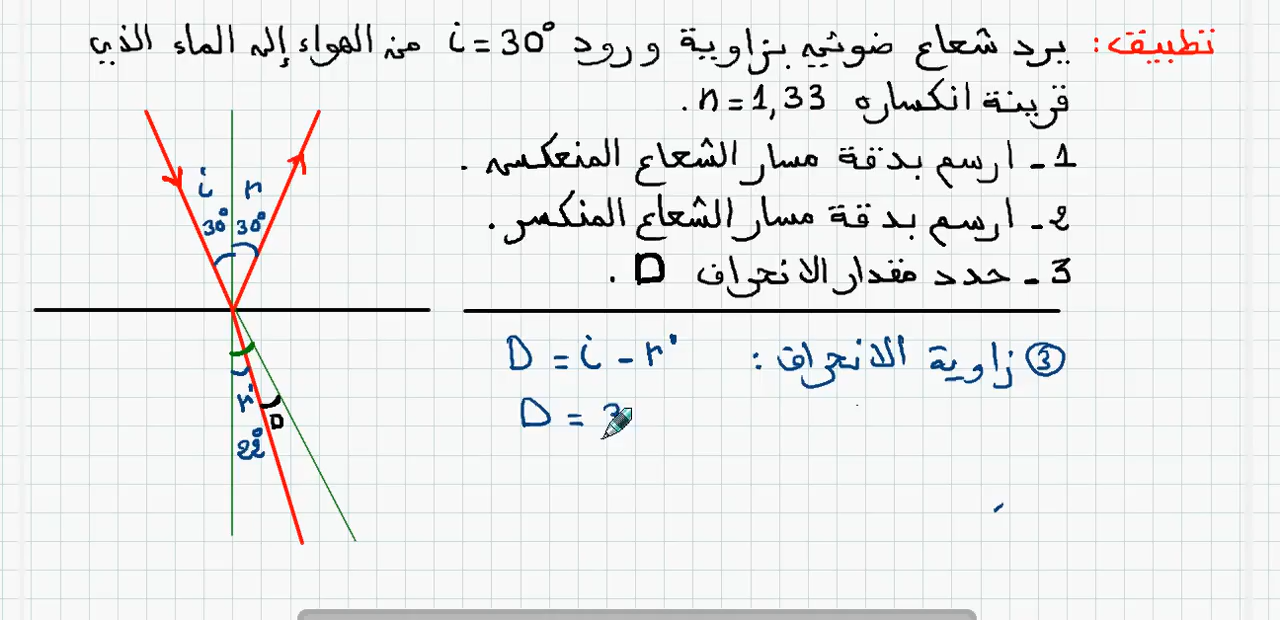 تطبيق: يرد شعاع ضوئي بزاوية ورود i = 30° من الهواء إلى الماء الذي
قرينة انكساره n = 1,33 .
1 - ارسم بدقة مسار الشعاع المنعكس .
2 - ارسم بدقة مسار الشعاع المنكسر .
3 - حدد مقدار الانحراف D .
i r
30° 30°
③ زاوية الانحراف : D = i - r'
D = 3
r'
D
22°